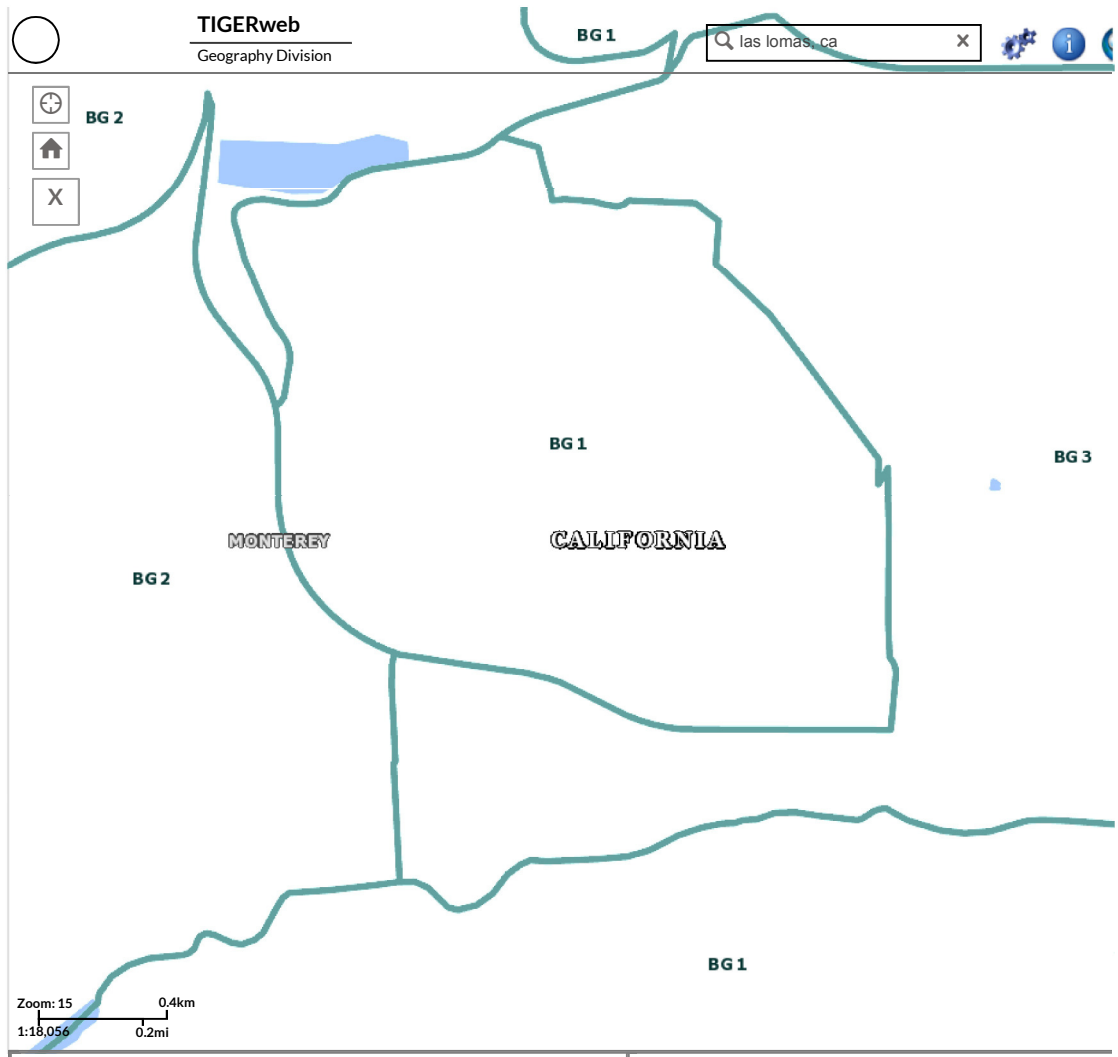 TIGERweb
Geography Division
BG 1
las lomas, ca
X
i
BG 2
X
BG 1
BG 3
MONTEREY
CALIFORNIA
BG 2
BG 1
Zoom: 15
0.4km
1:18,056
0.2mi